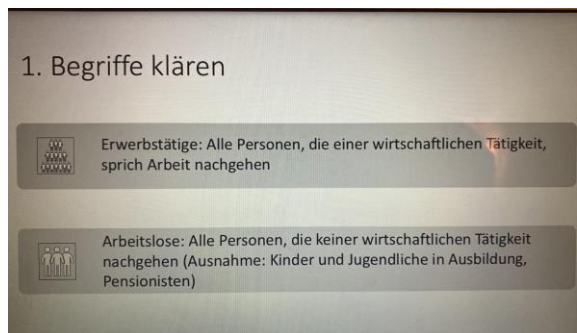 1. Begriffe klären
Erwerbstätige: Alle Personen, die einer wirtschaftlichen Tätigkeit,
sprich Arbeit nachgehen
Arbeitslose: Alle Personen, die keiner wirtschaftlichen Tätigkeit
nachgehen (Ausnahme: Kinder und Jugendliche in Ausbildung,
Pensionisten)